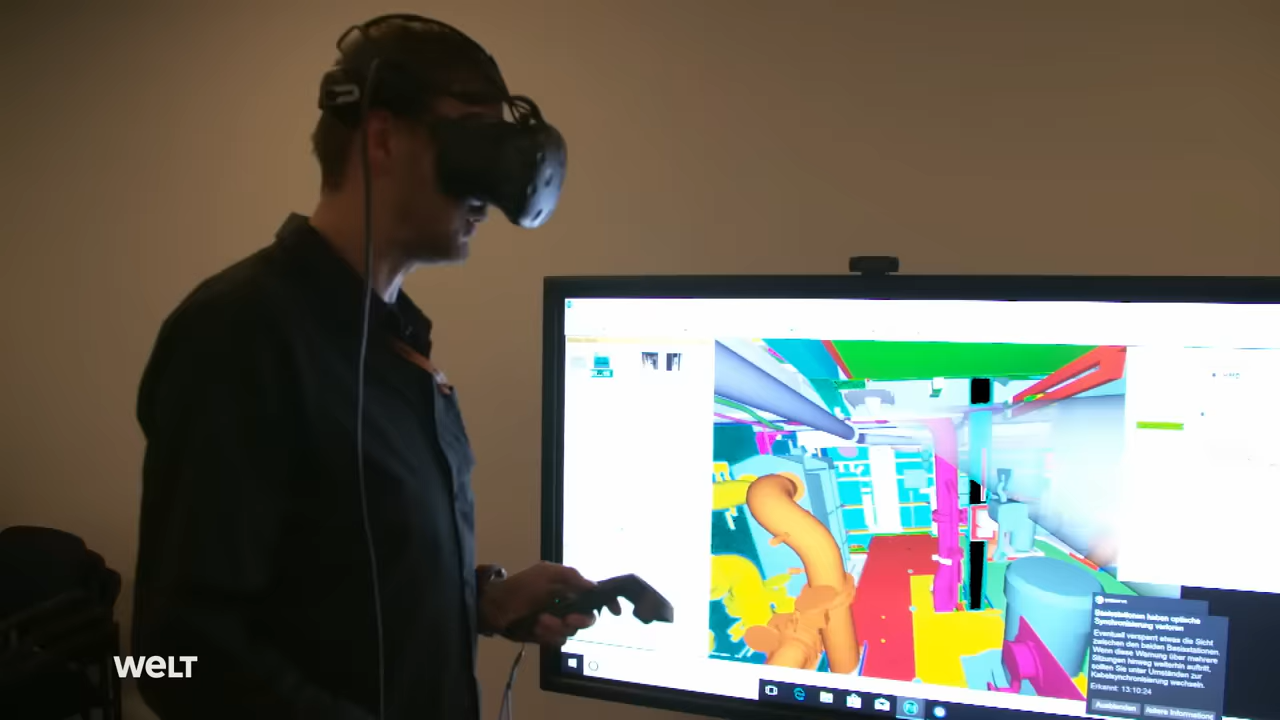 Basisstationen haben optische
Synchronisierung verloren
Eventuell versperrt etwas die Sicht
zwischen den beiden Basisstationen.
Wenn diese Warnung über mehrere
Sitzungen hinweg weiterhin auftritt,
sollten Sie unter Umständen zur
Kabelsynchronisierung wechseln.
Erkannt: 13:10:24
Ausblenden
Weitere Informationen
WELT